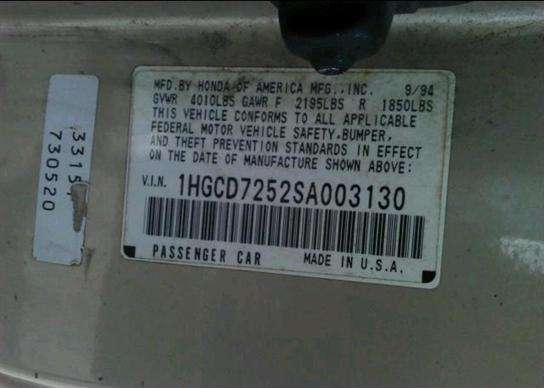 MFD.BY HONDA OF AMERICA MFG.,INC. 9/94
GVWR 4010LBS GAWR F 2195LBS R 1850LBS
THIS VEHICLE CONFORMS TO ALL APPLICABLE
FEDERAL MOTOR VEHICLE SAFETY,BUMPER,
AND THEFT PREVENTION STANDARDS IN EFFECT
ON THE DATE OF MANUFACTURE SHOWN ABOVE:
V.I.N. 1HGCD7252SA003130
PASSENGER CAR MADE IN U.S.A.
730520